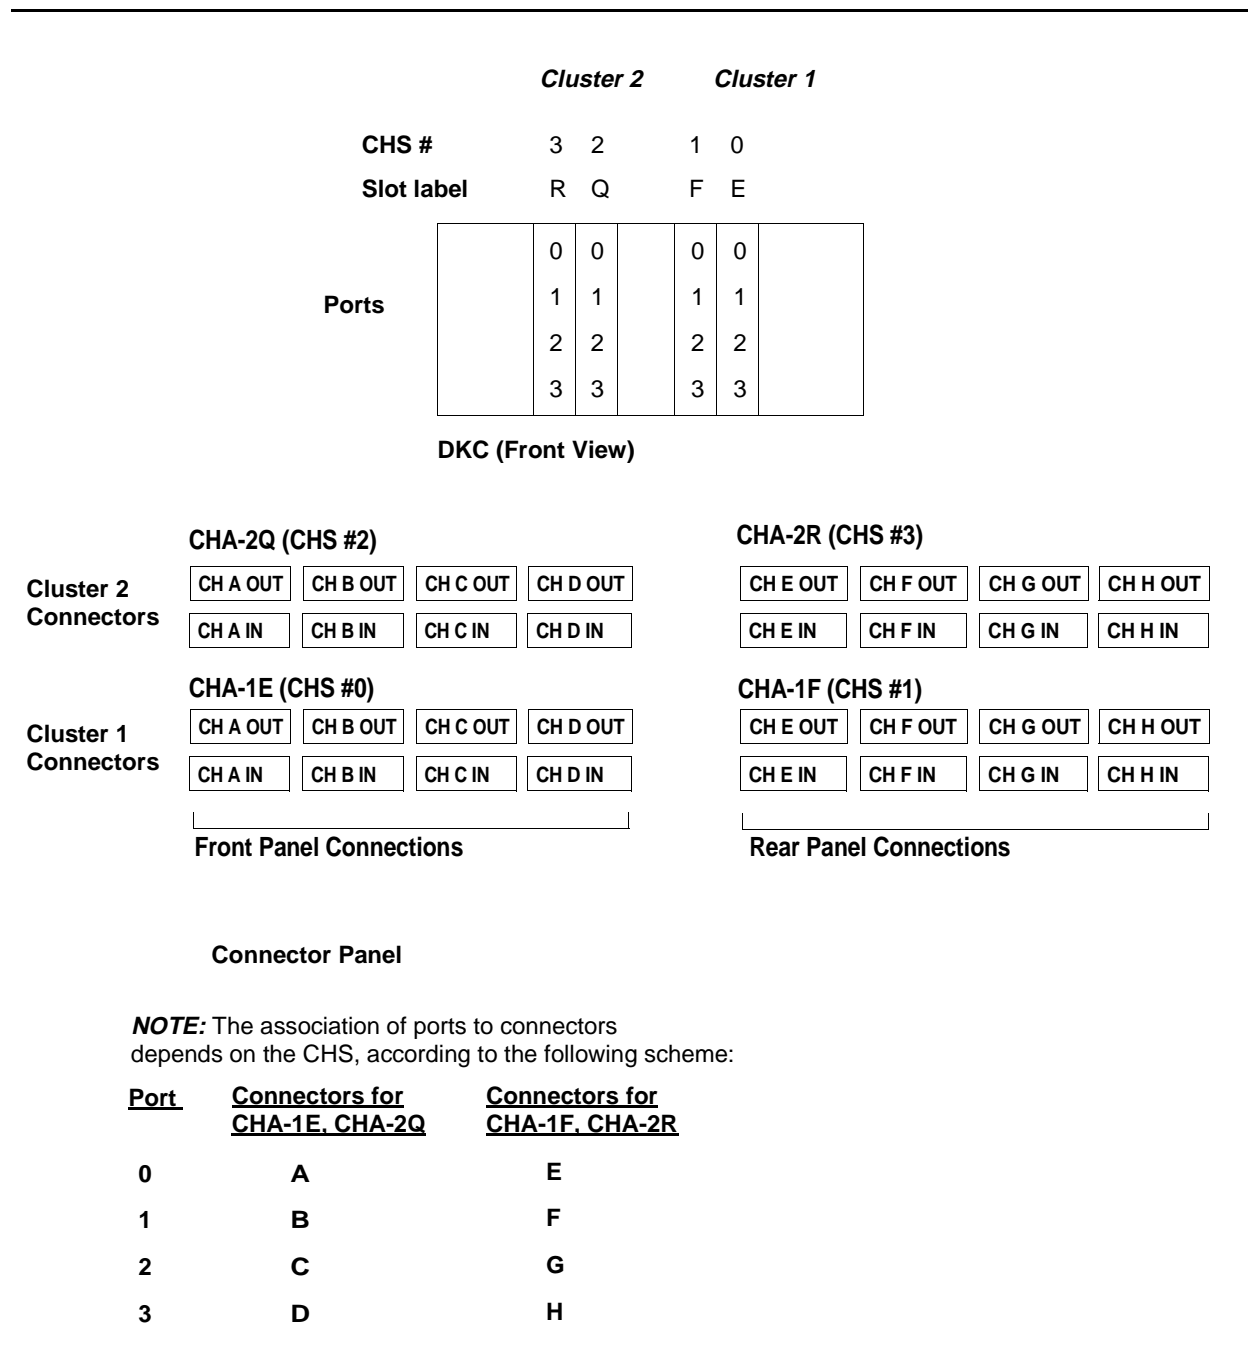 Cluster 2 Cluster 1
CHS # 3 2 1 0
Slot label R Q F E
0 0 0 0
Ports 1 1 1 1
2 2 2 2
3 3 3 3
DKC (Front View)
CHA-2Q (CHS #2) CHA-2R (CHS #3)
Cluster 2
Connectors
CH A OUT CH B OUT CH C OUT CH D OUT CH E OUT CH F OUT CH G OUT CH H OUT
CH A IN CH B IN CH C IN CH D IN CH E IN CH F IN CH G IN CH H IN
CHA-1E (CHS #0) CHA-1F (CHS #1)
Cluster 1
Connectors
CH A OUT CH B OUT CH C OUT CH D OUT CH E OUT CH F OUT CH G OUT CH H OUT
CH A IN CH B IN CH C IN CH D IN CH E IN CH F IN CH G IN CH H IN
Front Panel Connections Rear Panel Connections
Connector Panel
NOTE: The association of ports to connectors
depends on the CHS, according to the following scheme:
Port Connectors for Connectors for
CHA-1E, CHA-2Q CHA-1F, CHA-2R
0 A E
1 B F
2 C G
3 D H